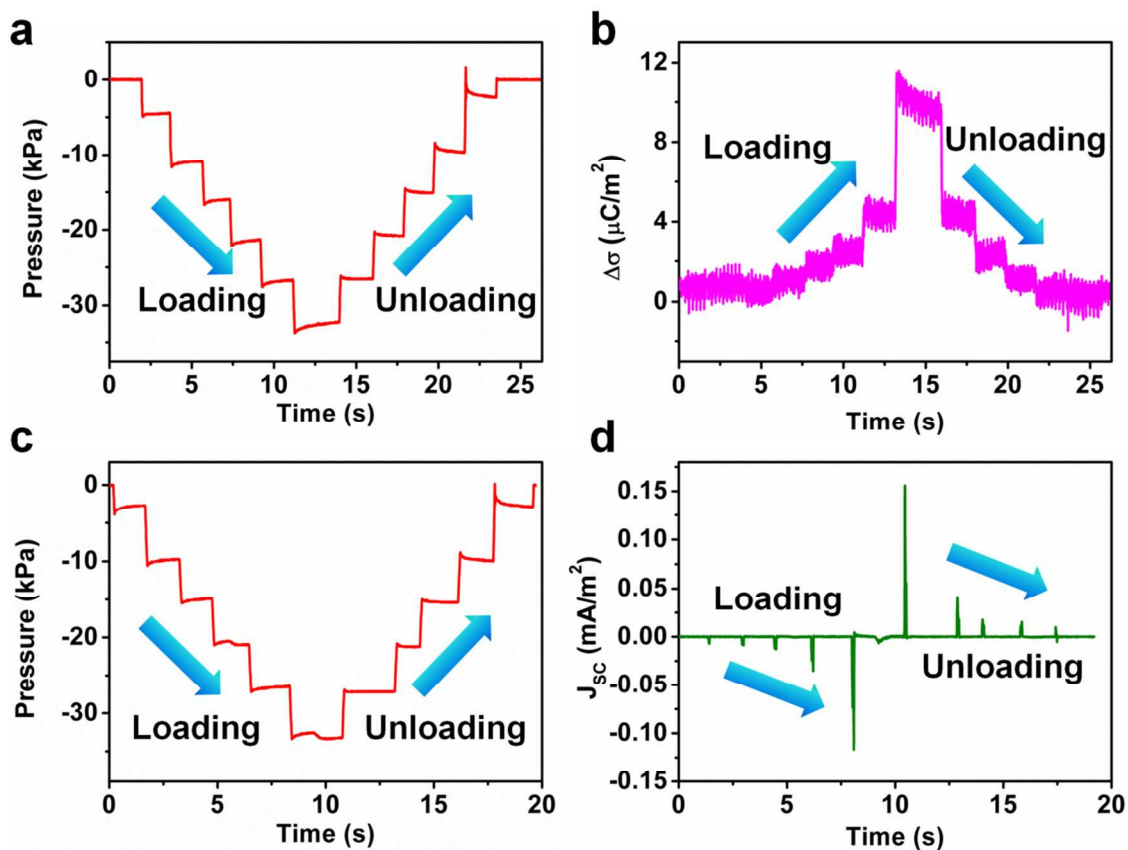 a
Pressure (kPa)
0
-10
-20
-30
Loading
Unloading
0 5 10 15 20 25
Time (s)
b
Δσ (μC/m²)
12
8
4
0
Loading
Unloading
0 5 10 15 20 25
Time (s)
c
Pressure (kPa)
0
-10
-20
-30
Loading
Unloading
0 5 10 15 20
Time (s)
d
J_SC (mA/m²)
0.15
0.10
0.05
0.00
-0.05
-0.10
-0.15
Loading
Unloading
0 5 10 15 20
Time (s)